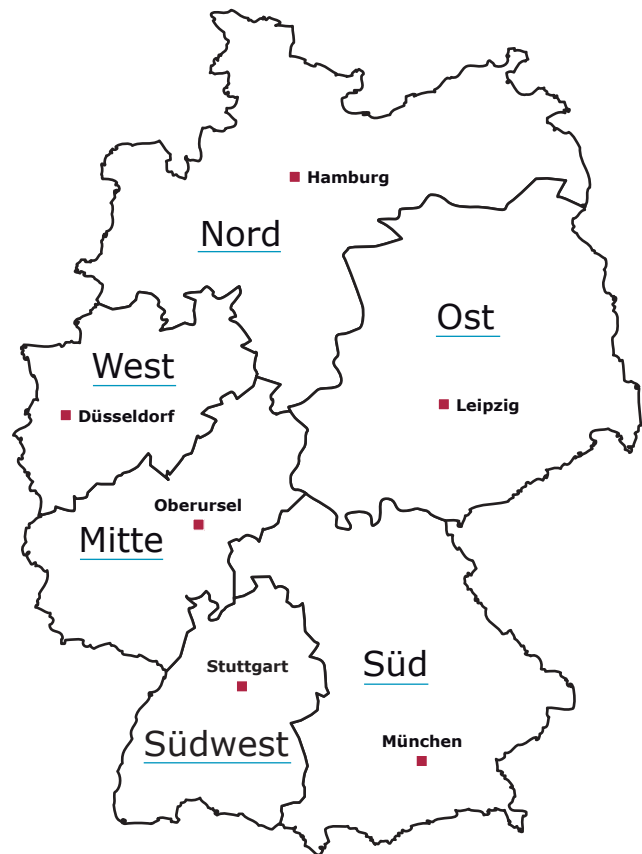 Hamburg
Nord
Ost
West
Leipzig
Düsseldorf
Oberursel
Mitte
Stuttgart
Süd
Südwest
München